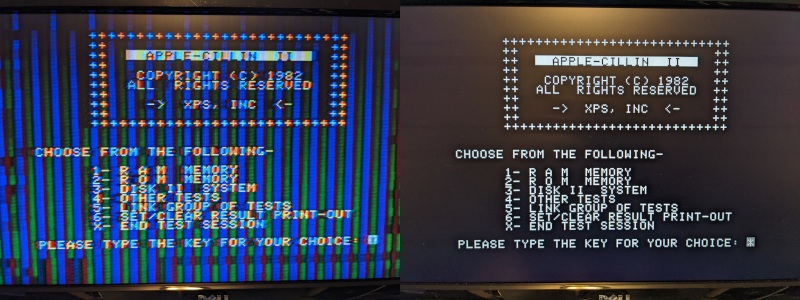 APPLE-CILLIN II
COPYRIGHT (C) 1982
ALL RIGHTS RESERVED
-> XPS, INC <-
CHOOSE FROM THE FOLLOWING-
1- R A M MEMORY
2- R O M MEMORY
3- DISK II SYSTEM
4- OTHER TESTS
5- LINK GROUP OF TESTS
6- SET/CLEAR RESULT PRINT-OUT
X- END TEST SESSION
PLEASE TYPE THE KEY FOR YOUR CHOICE:
DELL
APPLE-CILLIN II
COPYRIGHT (C) 1982
ALL RIGHTS RESERVED
-> XPS, INC <-
CHOOSE FROM THE FOLLOWING-
1- R A M MEMORY
2- R O M MEMORY
3- DISK II SYSTEM
4- OTHER TESTS
5- LINK GROUP OF TESTS
6- SET/CLEAR RESULT PRINT-OUT
X- END TEST SESSION
PLEASE TYPE THE KEY FOR YOUR CHOICE: